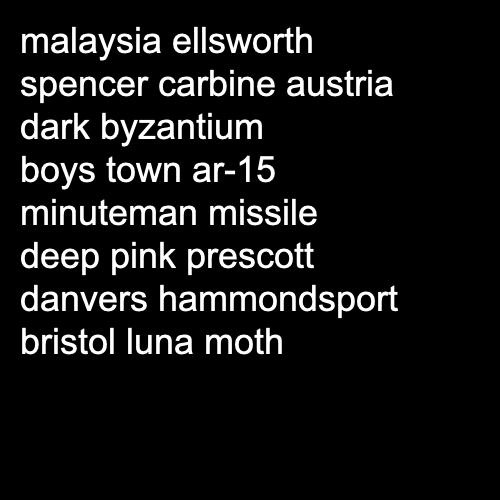 malaysia ellsworth
spencer carbine austria
dark byzantium
boys town ar-15
minuteman missile
deep pink prescott
danvers hammondsport
bristol luna moth